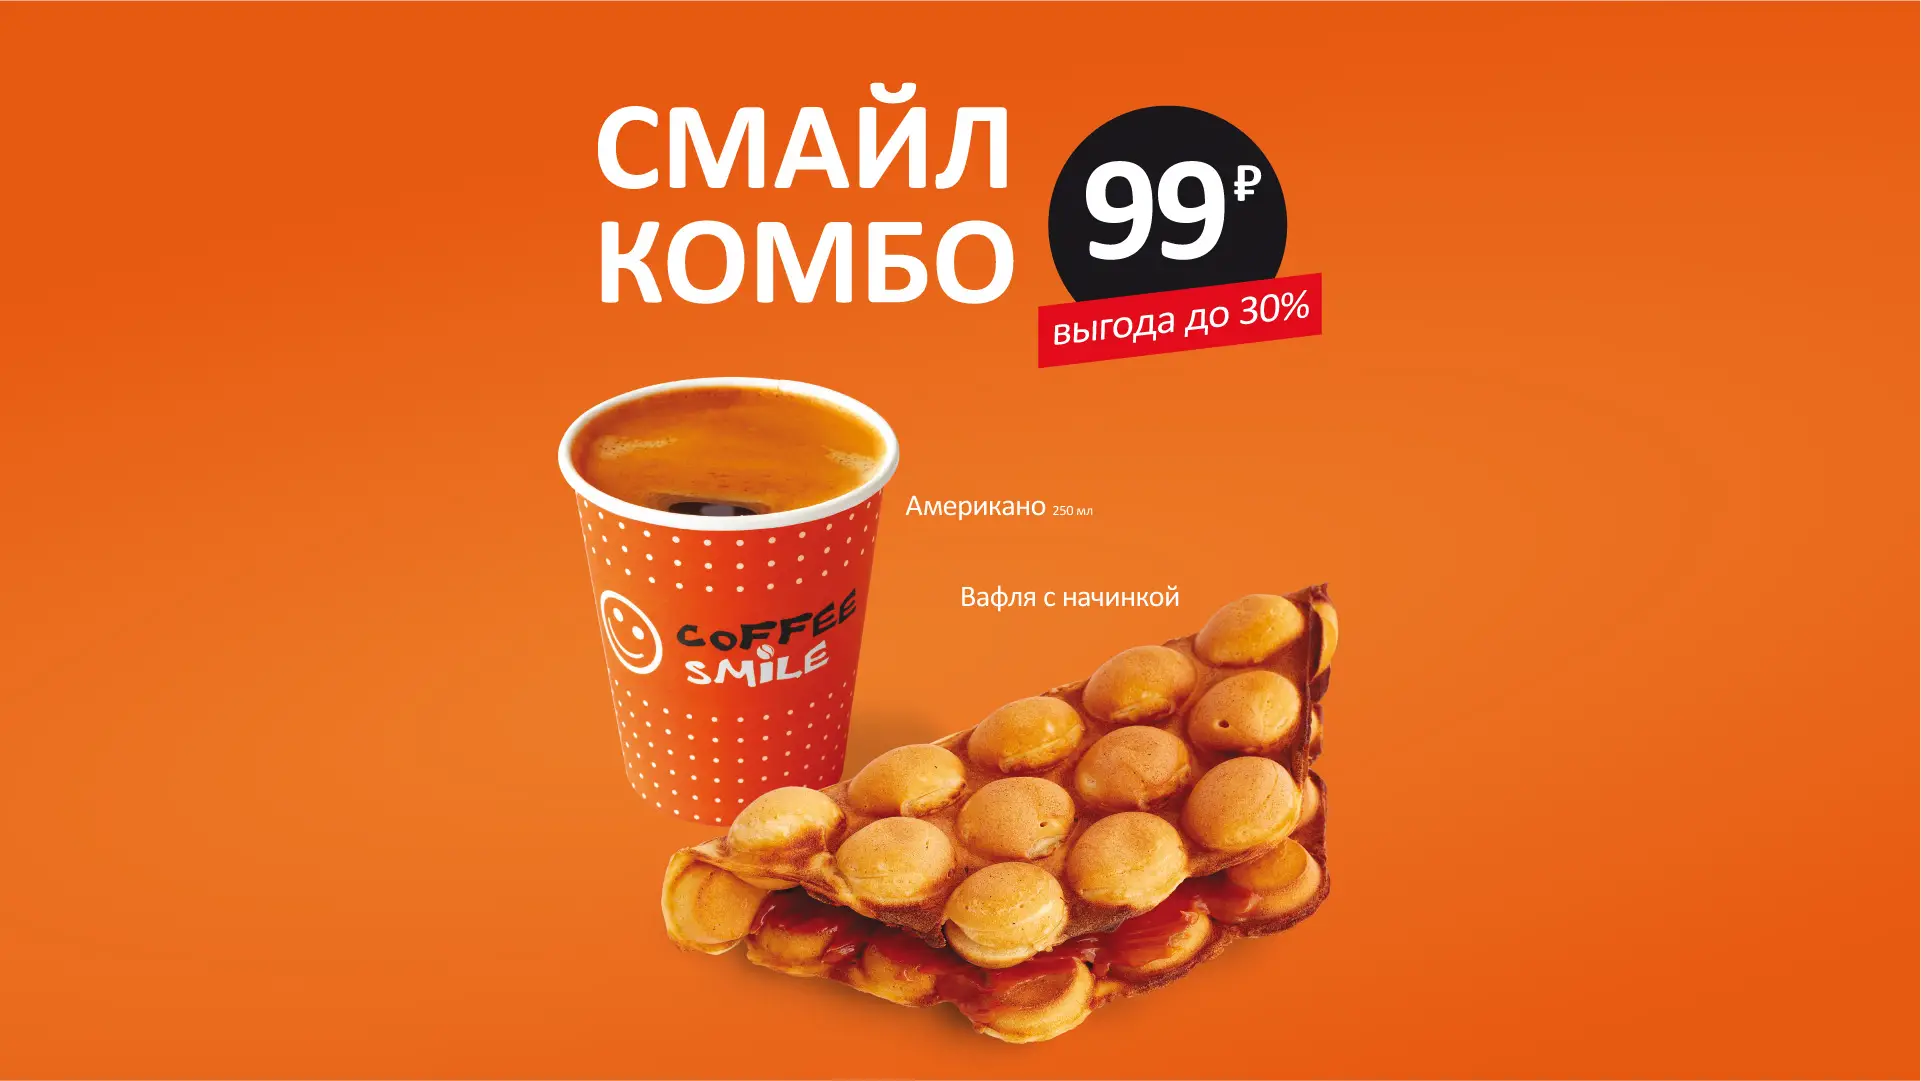 СМАЙЛ
КОМБО
99₽
выгода до 30%
Американо 250 мл
Вафля с начинкой
COFFEE
SMiLE